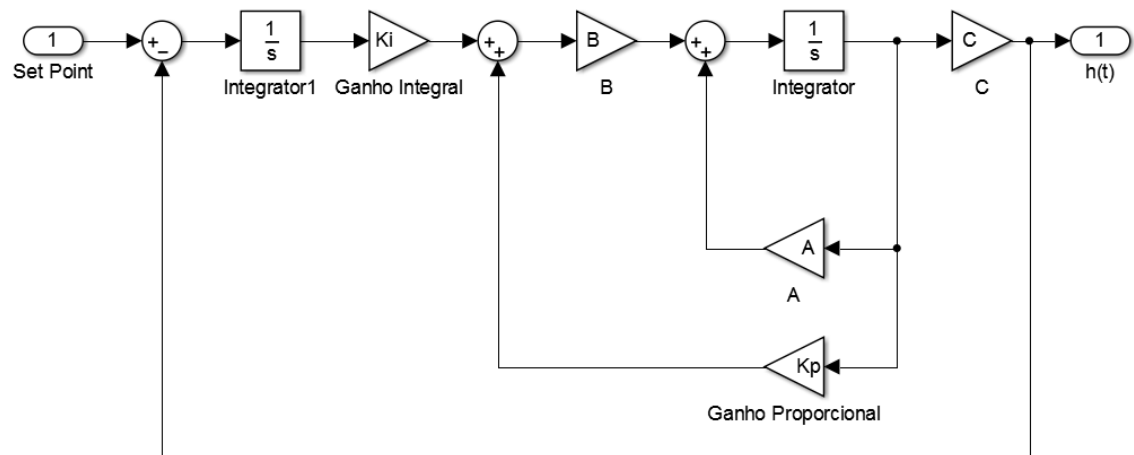 1
Set Point
+
−
1
s
Integrator1
Ki
Ganho Integral
+
+
B
B
+
+
1
s
Integrator
C
C
1
h(t)
A
A
Kp
Ganho Proporcional